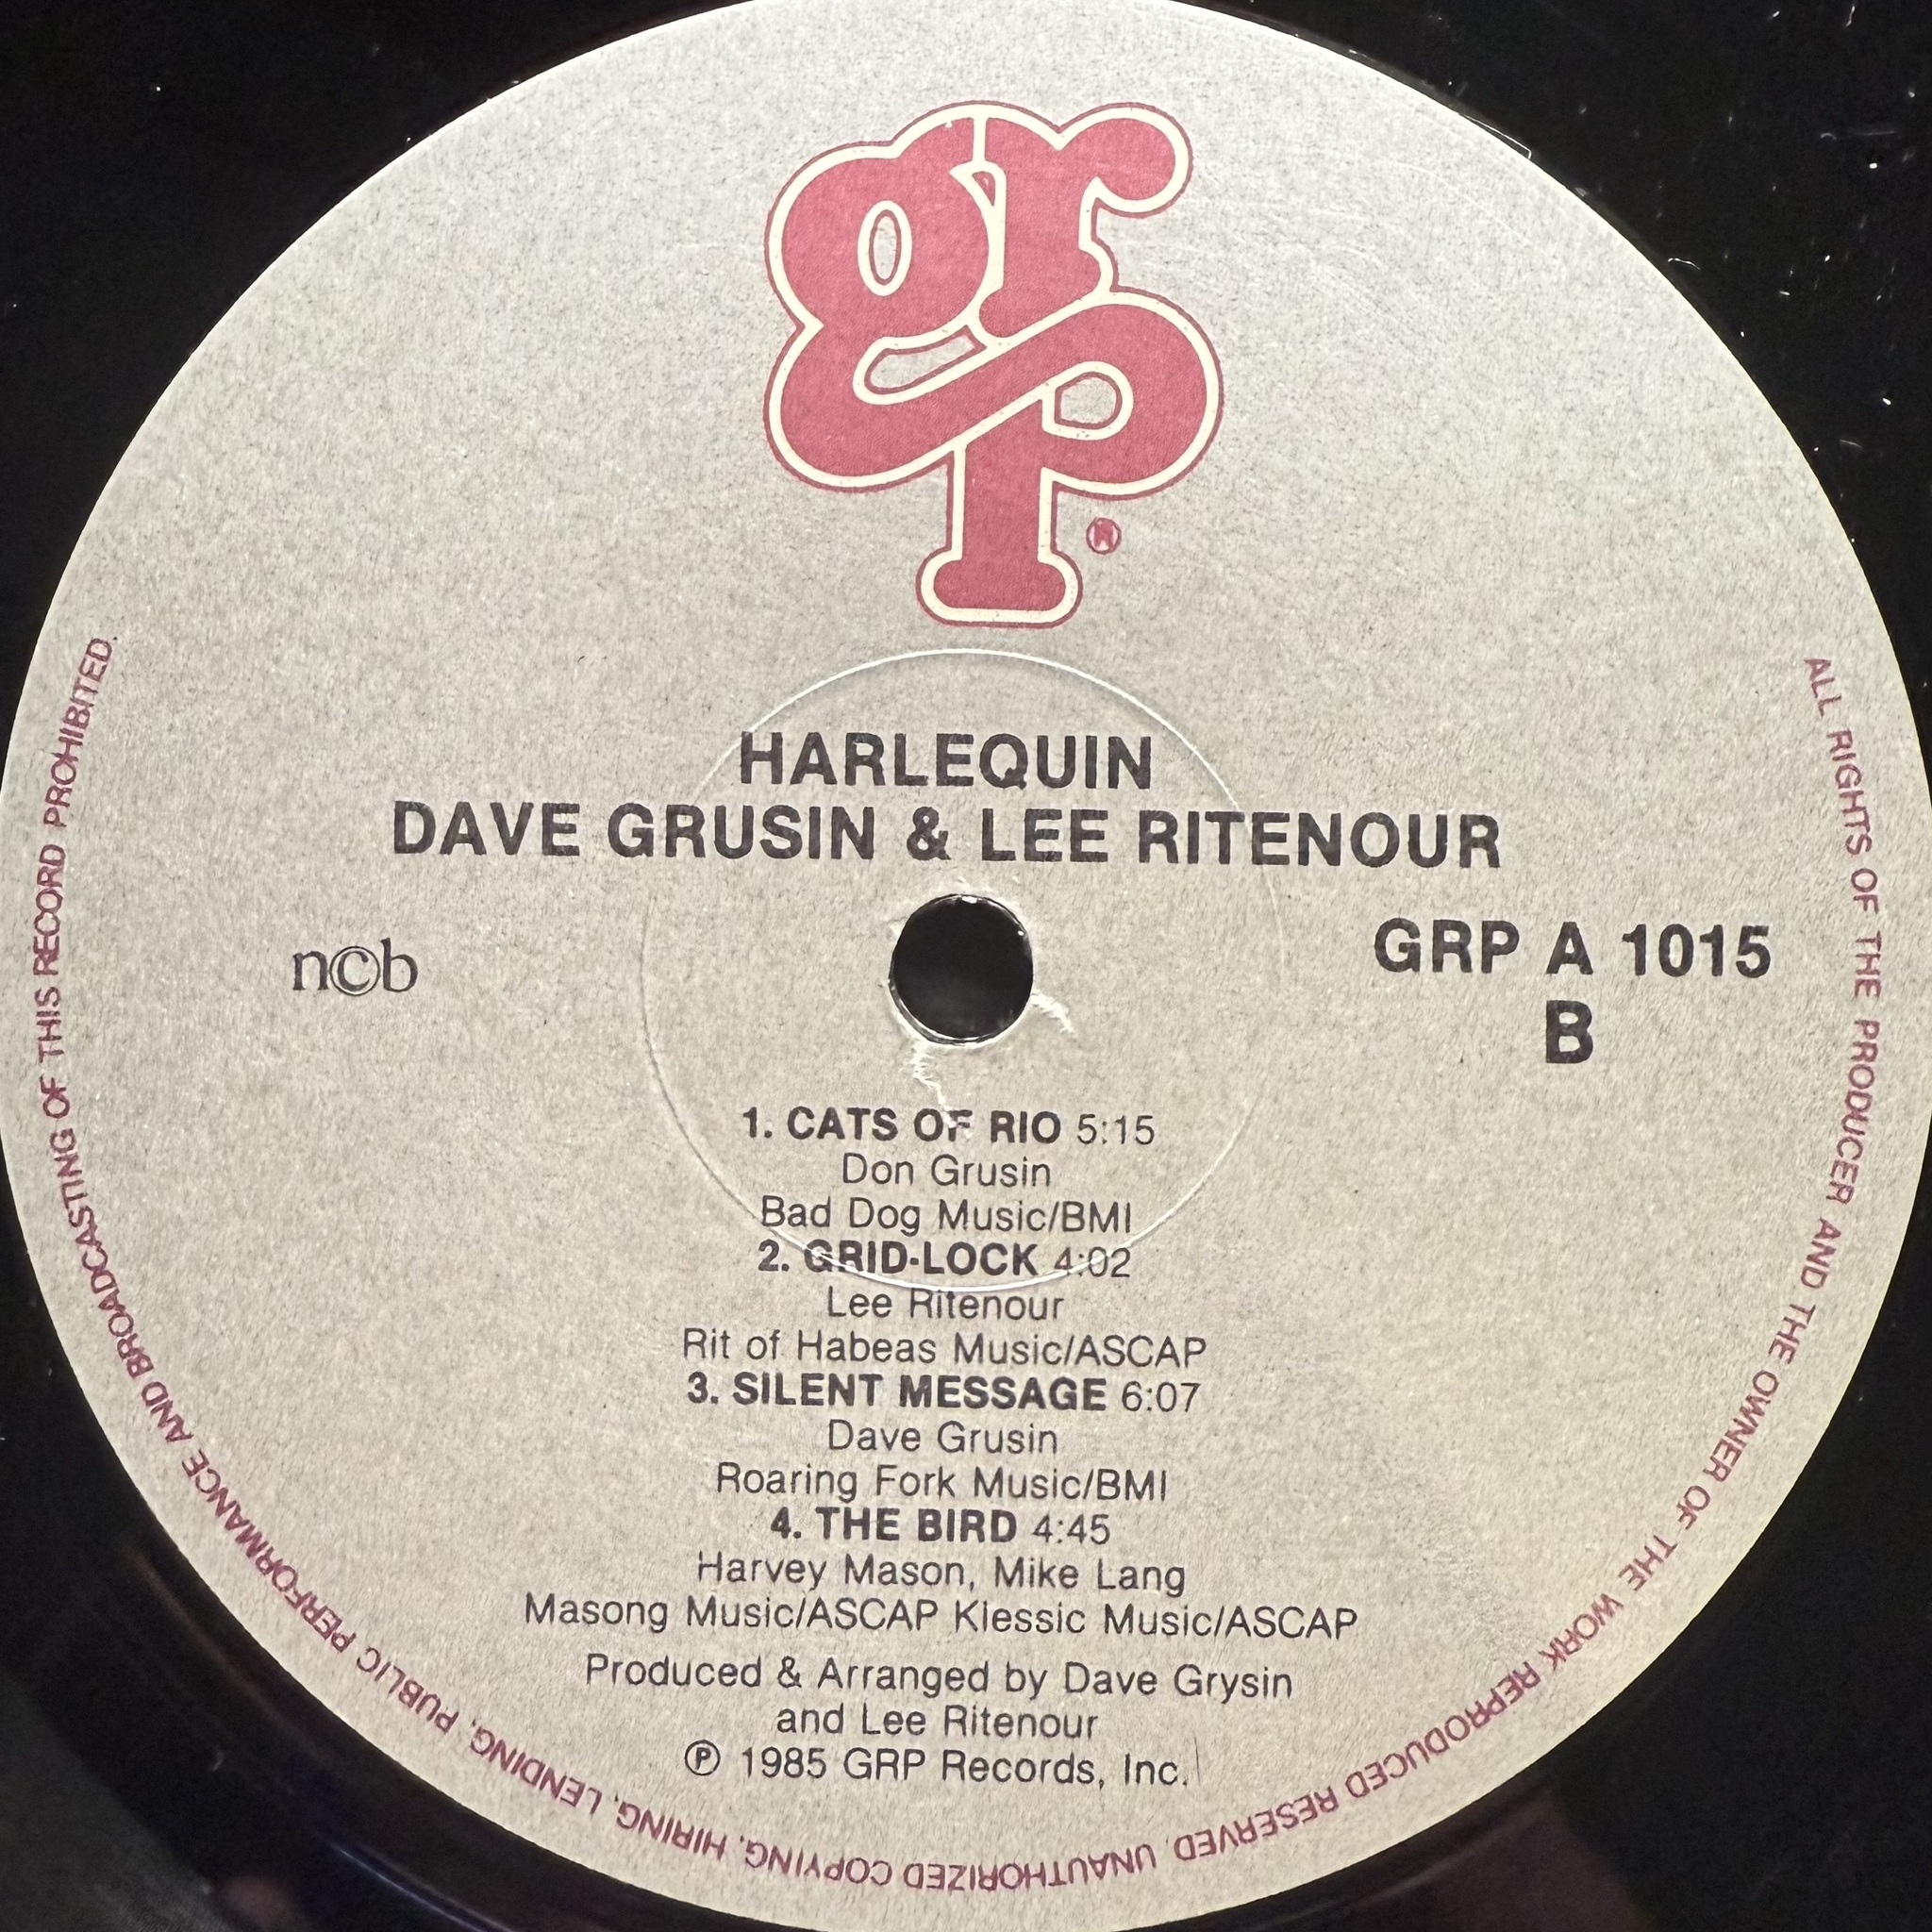 grp
®
HARLEQUIN
DAVE GRUSIN & LEE RITENOUR
n©b
GRP A 1015
B
1. CATS OF RIO 5:15
Don Grusin
Bad Dog Music/BMI
2. GRID-LOCK 4:02
Lee Ritenour
Rit of Habeas Music/ASCAP
3. SILENT MESSAGE 6:07
Dave Grusin
Roaring Fork Music/BMI
4. THE BIRD 4:45
Harvey Mason, Mike Lang
Masong Music/ASCAP Klessic Music/ASCAP
Produced & Arranged by Dave Grysin
and Lee Ritenour
℗ 1985 GRP Records, Inc.
ALL RIGHTS OF THE PRODUCER AND THE OWNER OF THE WORK REPRODUCED RESERVED. UNAUTHORIZED COPYING, HIRING, LENDING, PUBLIC PERFORMANCE AND BROADCASTING OF THIS RECORD PROHIBITED.